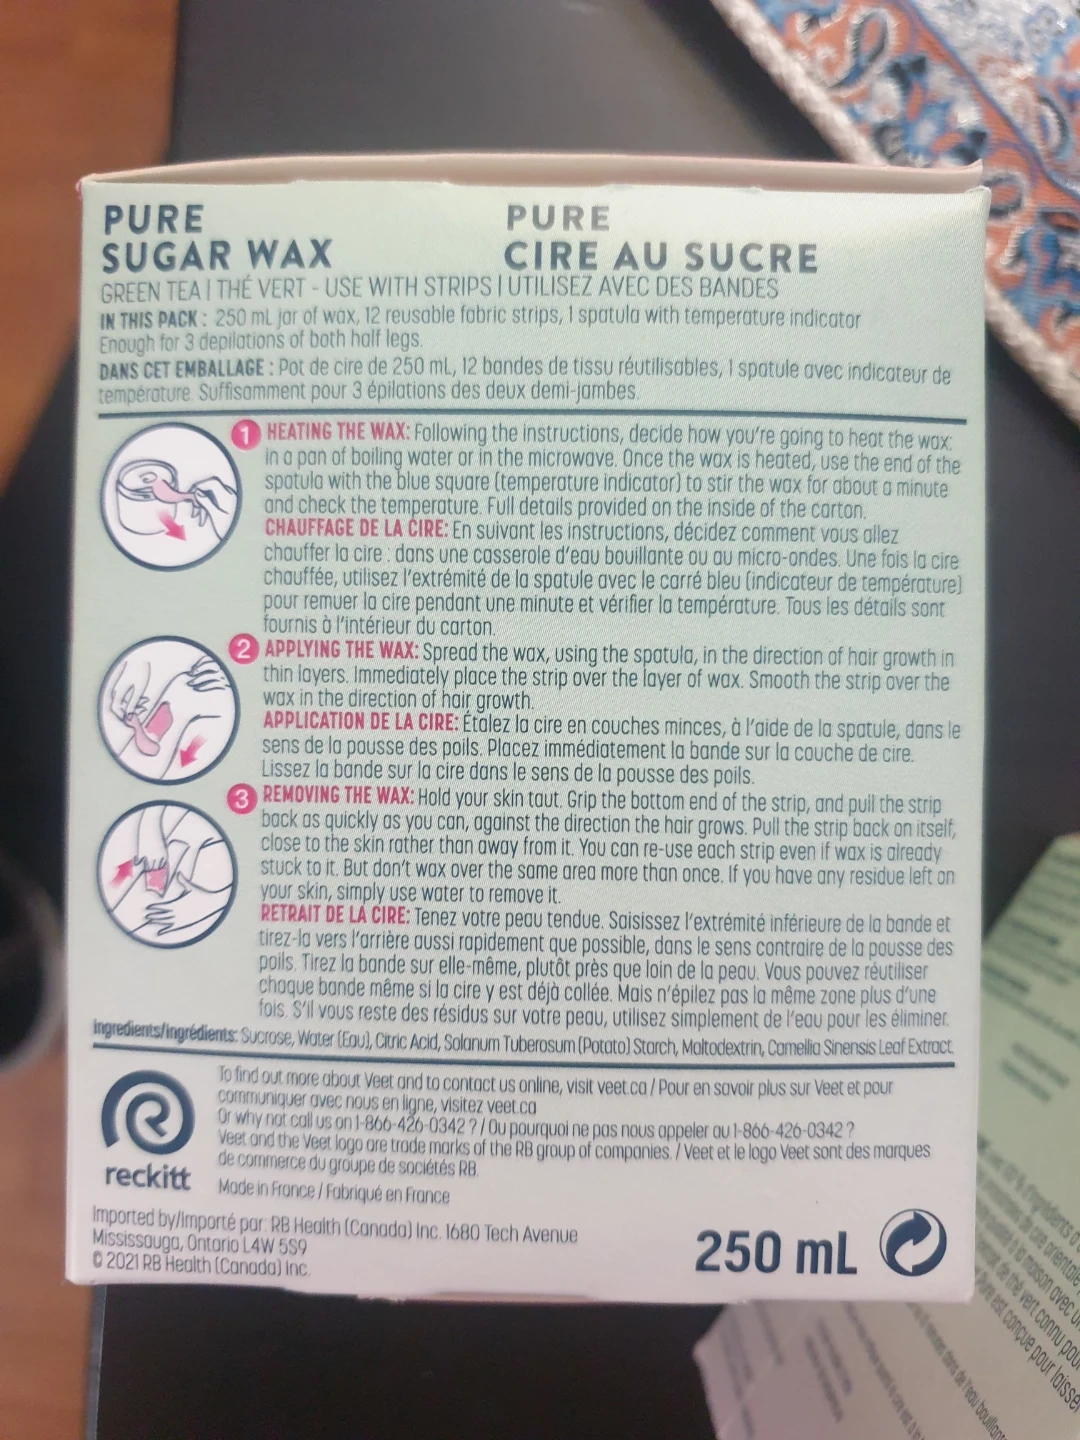 PURE
SUGAR WAX
PURE
CIRE AU SUCRE
GREEN TEA | THÉ VERT - USE WITH STRIPS | UTILISEZ AVEC DES BANDES
IN THIS PACK : 250 mL jar of wax, 12 reusable fabric strips, 1 spatula with temperature indicator
Enough for 3 depilations of both half legs.
DANS CET EMBALLAGE : Pot de cire de 250 mL, 12 bandes de tissu réutilisables, 1 spatule avec indicateur de
température. Suffisamment pour 3 épilations des deux demi-jambes.
1 HEATING THE WAX: Following the instructions, decide how you're going to heat the wax:
in a pan of boiling water or in the microwave. Once the wax is heated, use the end of the
spatula with the blue square (temperature indicator) to stir the wax for about a minute
and check the temperature. Full details provided on the inside of the carton.
CHAUFFAGE DE LA CIRE: En suivant les instructions, décidez comment vous allez
chauffer la cire : dans une casserole d'eau bouillante ou au micro-ondes. Une fois la cire
chauffée, utilisez l'extrémité de la spatule avec le carré bleu (indicateur de température)
pour remuer la cire pendant une minute et vérifier la température. Tous les détails sont
fournis à l'intérieur du carton.
2 APPLYING THE WAX: Spread the wax, using the spatula, in the direction of hair growth in
thin layers. Immediately place the strip over the layer of wax. Smooth the strip over the
wax in the direction of hair growth.
APPLICATION DE LA CIRE: Étalez la cire en couches minces, à l'aide de la spatule, dans le
sens de la pousse des poils. Placez immédiatement la bande sur la couche de cire.
Lissez la bande sur la cire dans le sens de la pousse des poils.
3 REMOVING THE WAX: Hold your skin taut. Grip the bottom end of the strip, and pull the strip
back as quickly as you can, against the direction the hair grows. Pull the strip back on itself,
close to the skin rather than away from it. You can re-use each strip even if wax is already
stuck to it. But don't wax over the same area more than once. If you have any residue left on
your skin, simply use water to remove it.
RETRAIT DE LA CIRE: Tenez votre peau tendue. Saisissez l'extrémité inférieure de la bande et
tirez-la vers l'arrière aussi rapidement que possible, dans le sens contraire de la pousse des
poils. Tirez la bande sur elle-même, plutôt près que loin de la peau. Vous pouvez réutiliser
chaque bande même si la cire y est déjà collée. Mais n'épilez pas la même zone plus d'une
fois. S'il vous reste des résidus sur votre peau, utilisez simplement de l'eau pour les éliminer.
Ingredients/Ingrédients: Sucrose, Water (Eau), Citric Acid, Solanum Tuberosum (Potato) Starch, Maltodextrin, Camellia Sinensis Leaf Extract.
To find out more about Veet and to contact us online, visit veet.ca / Pour en savoir plus sur Veet et pour
communiquer avec nous en ligne, visitez veet.ca
Or why not call us on 1-866-426-0342 ? / Ou pourquoi ne pas nous appeler au 1-866-426-0342 ?
Veet and the Veet logo are trade marks of the RB group of companies. / Veet et le logo Veet sont des marques
de commerce du groupe de sociétés RB.
Made in France / Fabriqué en France
reckitt
Imported by/Importé par: RB Health (Canada) Inc. 1680 Tech Avenue
Mississauga, Ontario L4W 5S9
© 2021 RB Health (Canada) Inc.
250 mL